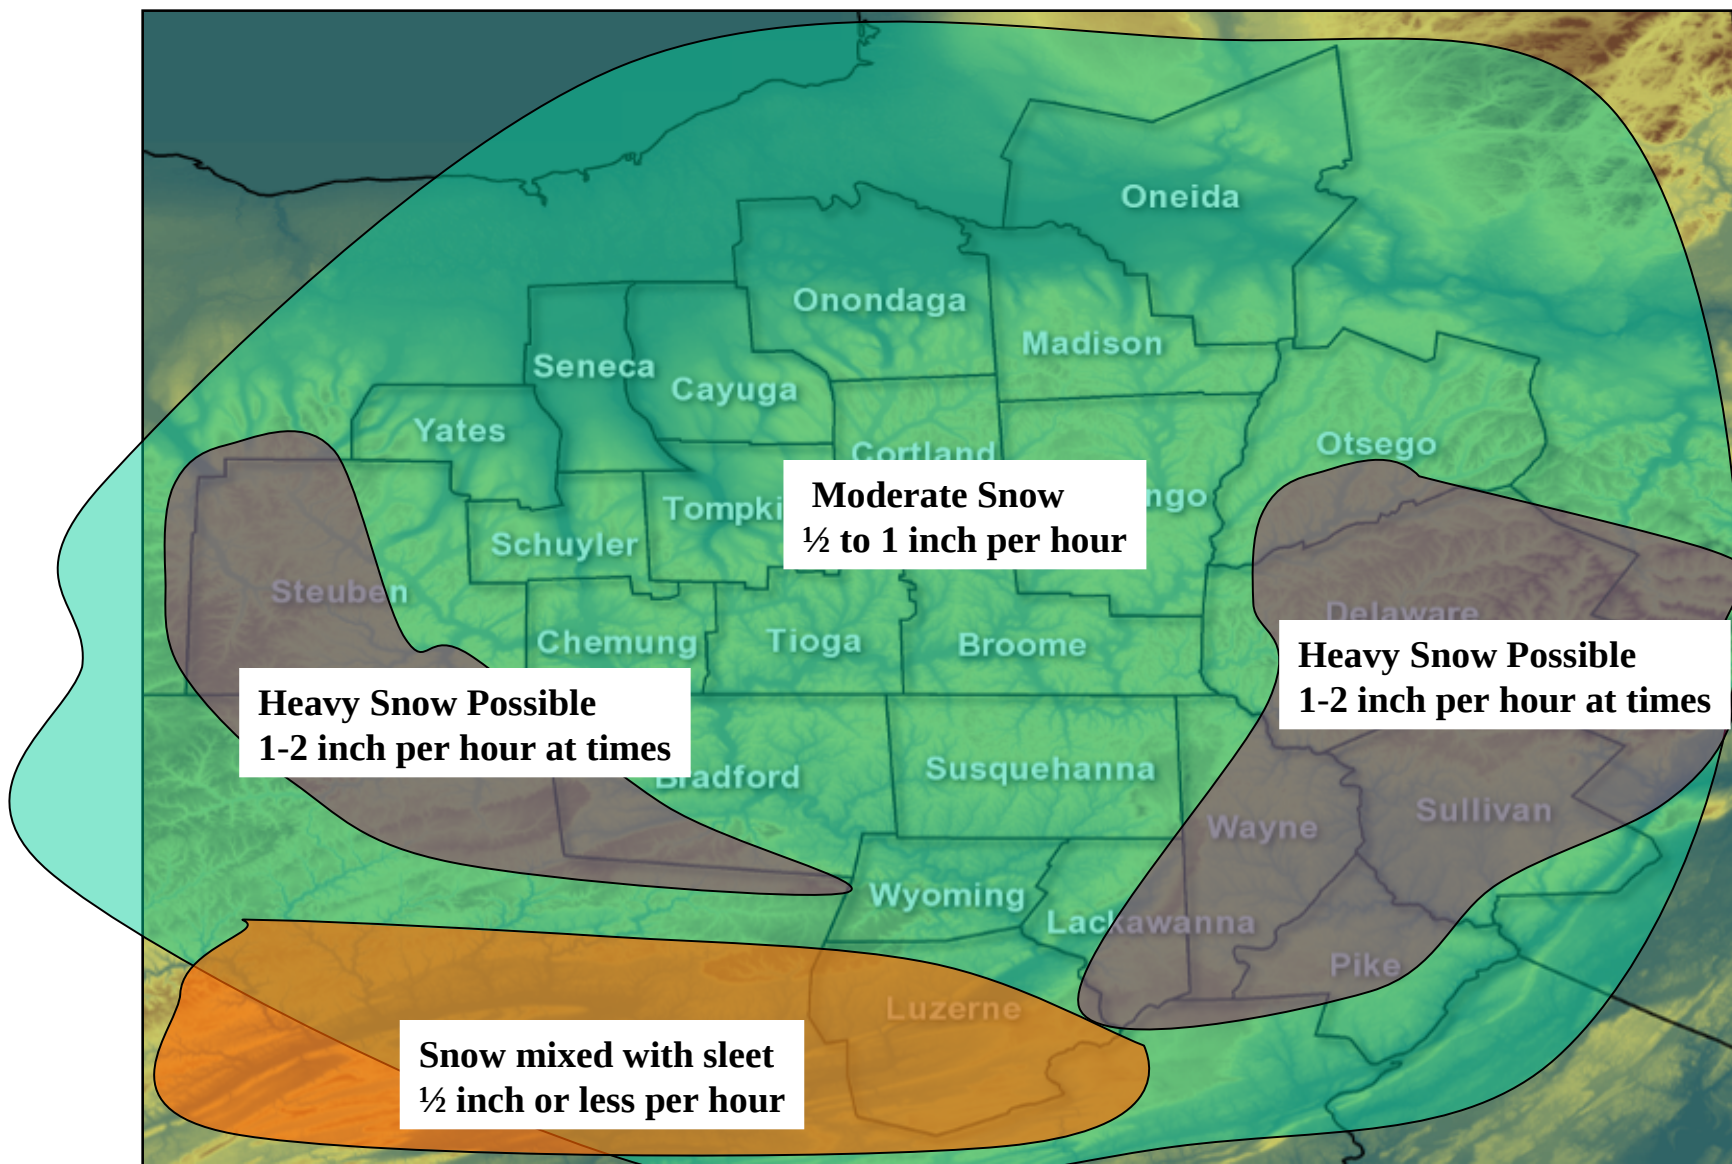 Oneida
Onondaga
Madison
Seneca
Cayuga
Yates
Cortland
Otsego
Moderate Snow
½ to 1 inch per hour
Schuyler
Steuben
Delaware
Chemung
Tioga
Broome
Heavy Snow Possible
1-2 inch per hour at times
Heavy Snow Possible
1-2 inch per hour at times
Bradford
Susquehanna
Sullivan
Wayne
Wyoming
Lackawanna
Pike
Luzerne
Snow mixed with sleet
½ inch or less per hour